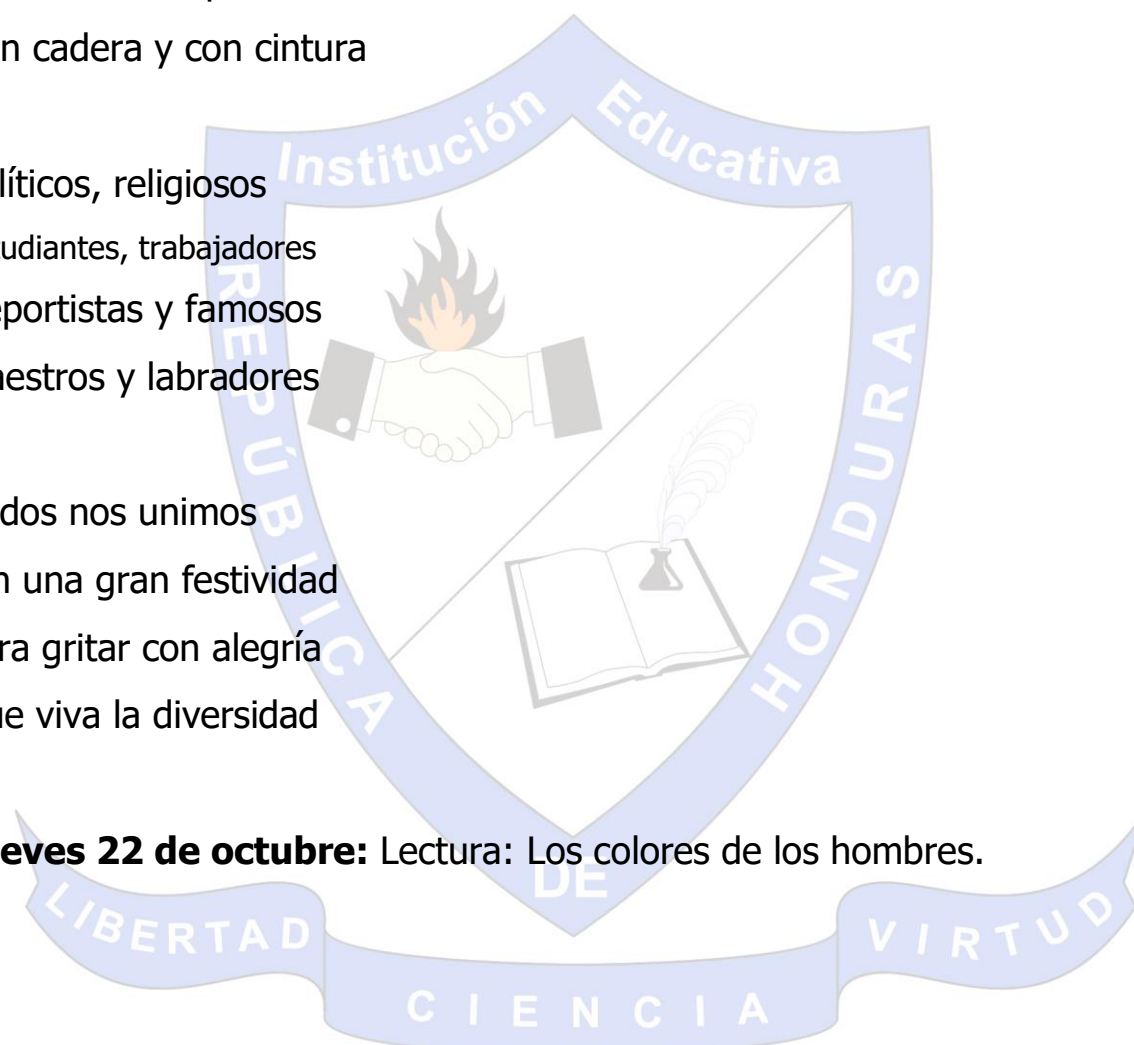 n cadera y con cintura
líticos, religiosos
tudiantes, trabajadores
eportistas y famosos
aestros y labradores
dos nos unimos
n una gran festividad
ra gritar con alegría
ue viva la diversidad
eves 22 de octubre: Lectura: Los colores de los hombres.
Institución Educativa
REPÚBLICA
DE
HONDURAS
LIBERTAD
CIENCIA
VIRTUD